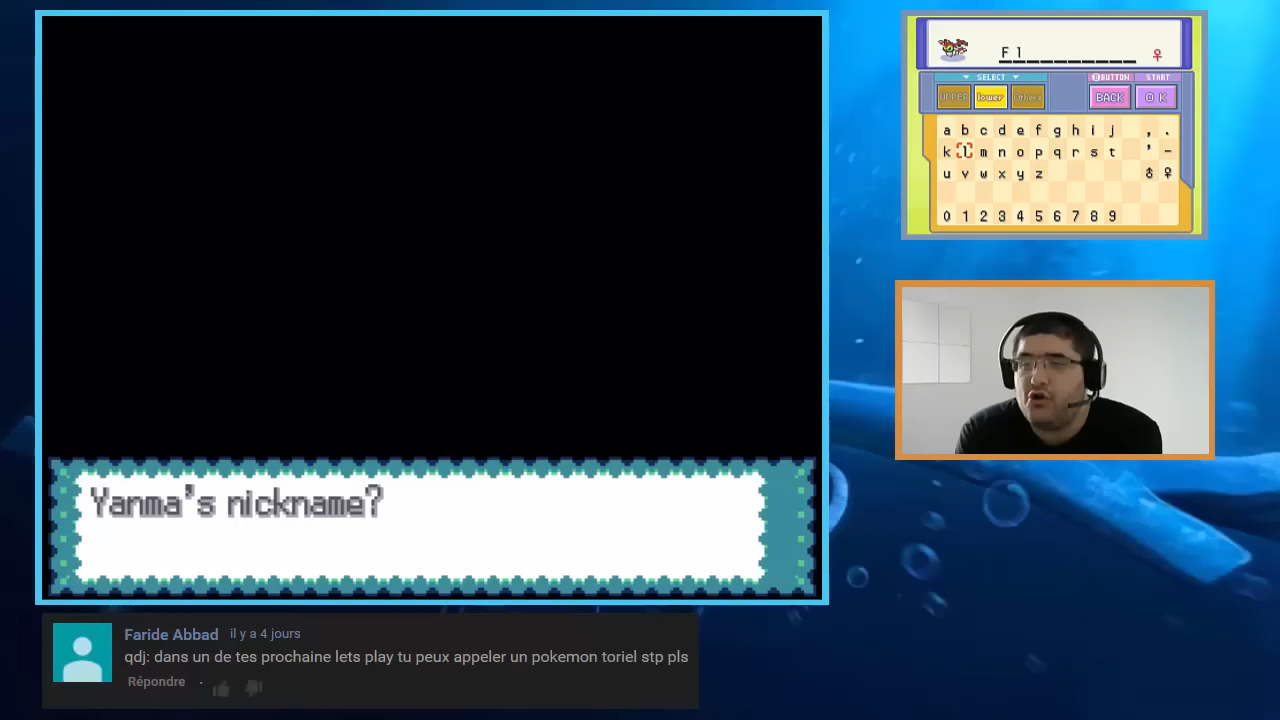 Fl
♀
SELECT
BUTTON
START
UPPER
lower
Others
BACK
OK
a b c d e f g h i j , .
k l m n o p q r s t ' -
u v w x y z ♂ ♀
0 1 2 3 4 5 6 7 8 9
Yanma's nickname?
Faride Abbad il y a 4 jours
qdj: dans un de tes prochaine lets play tu peux appeler un pokemon toriel stp pls
Répondre ·